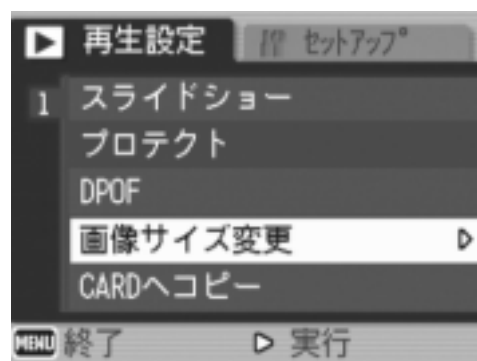 再生設定 セットアップ
1 スライドショー
プロテクト
DPOF
画像サイズ変更
CARDへコピー
MENU 終了 実行